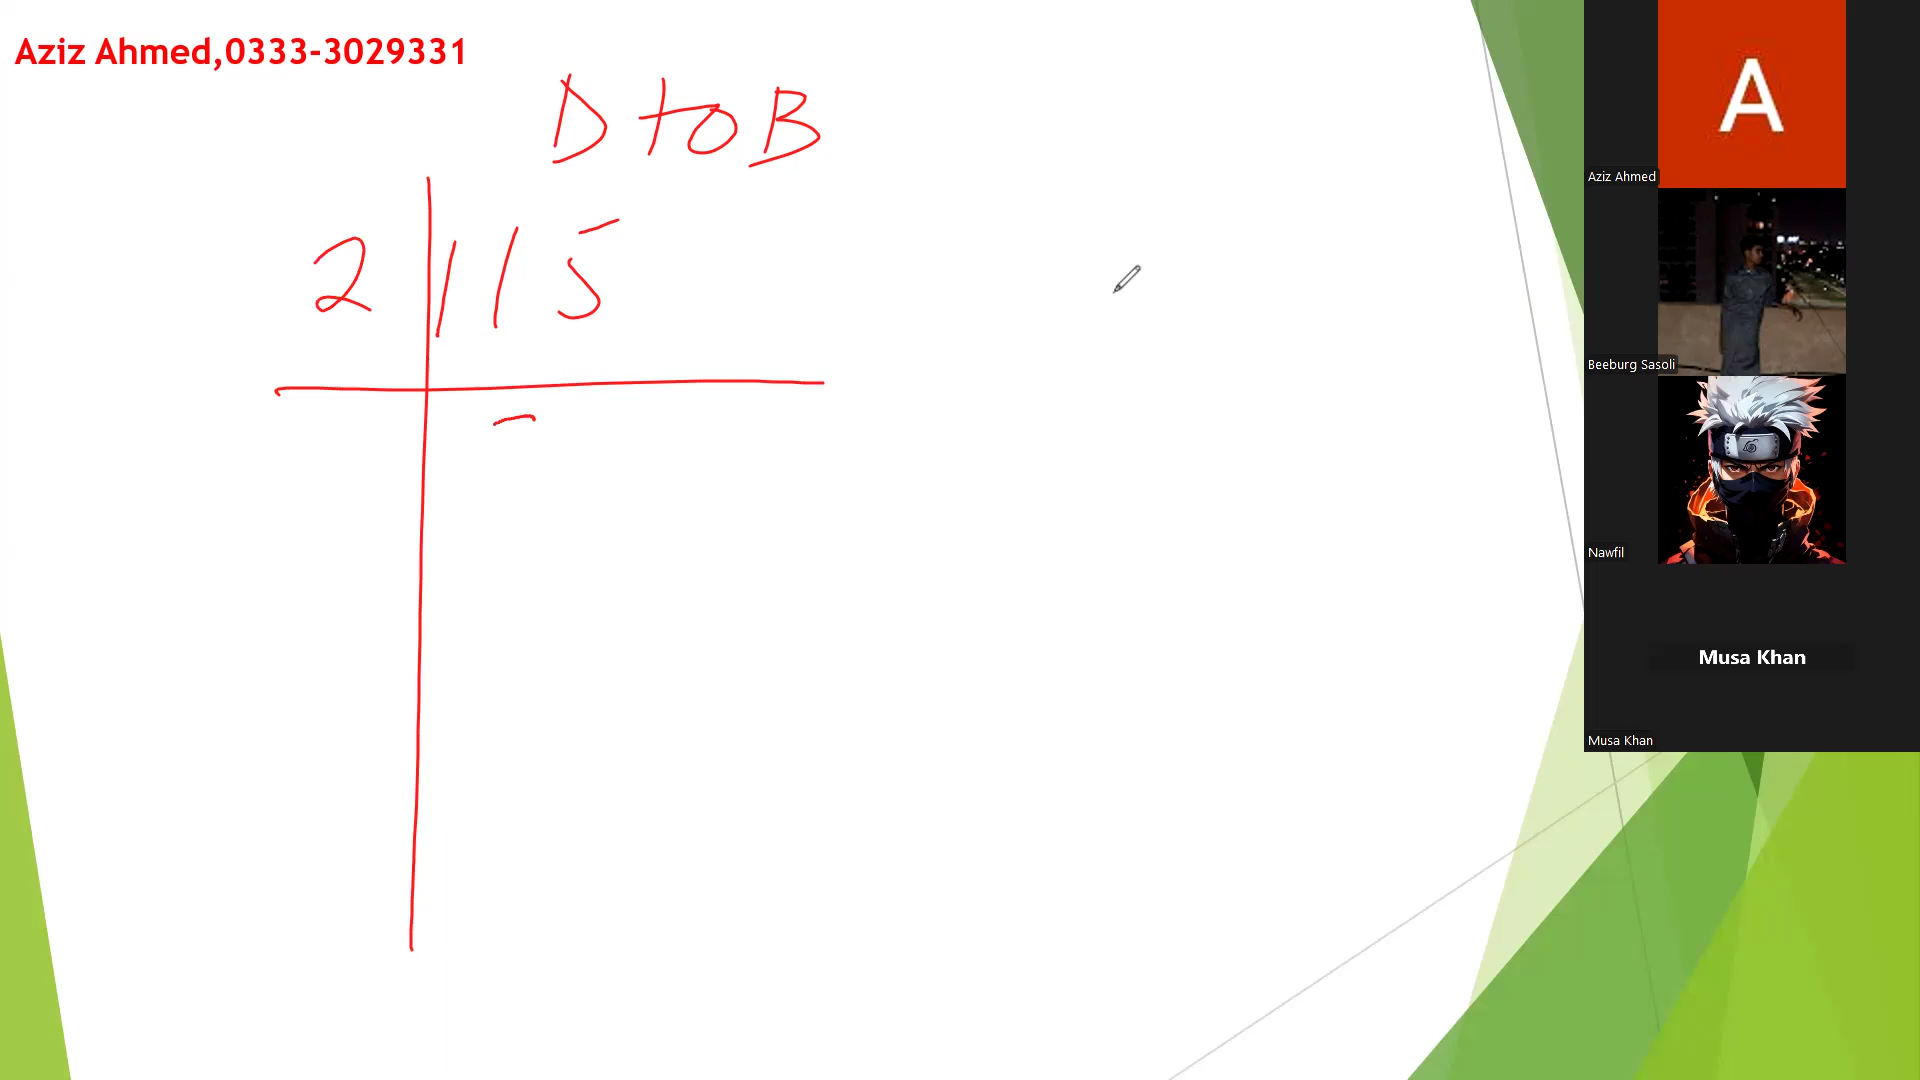 Aziz Ahmed,0333-3029331
D to B
2 115
A
Aziz Ahmed
Beeburg Sasoli
Nawfil
Musa Khan
Musa Khan